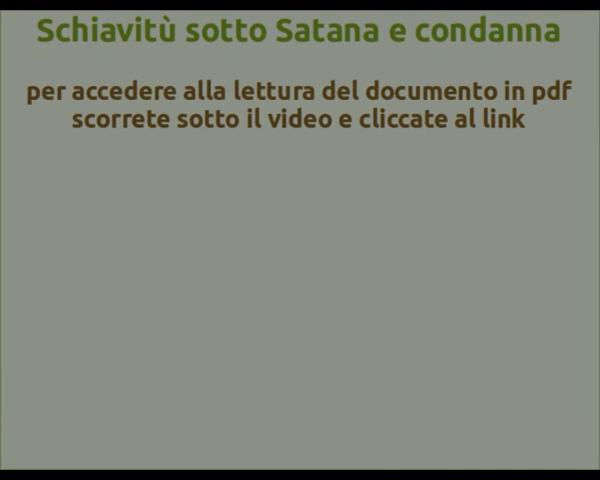 Schiavitù sotto Satana e condanna
per accedere alla lettura del documento in pdf
scorrete sotto il video e cliccate al link